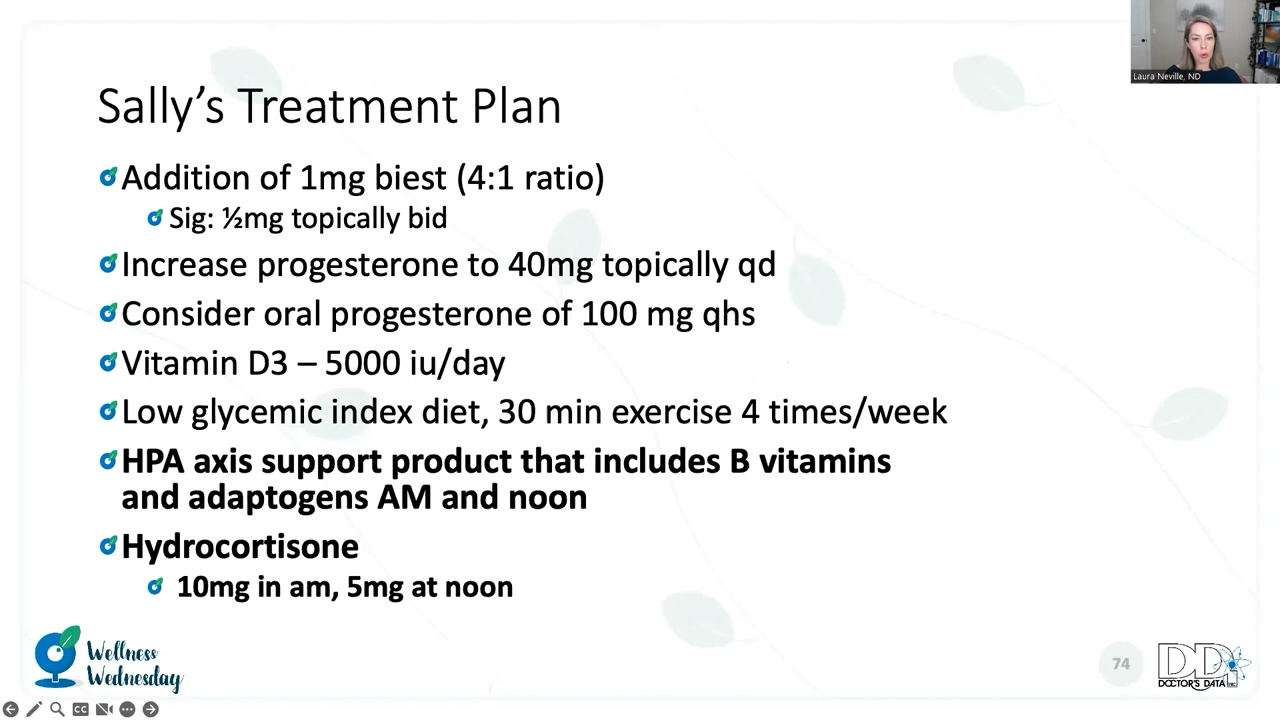 Laura Neville, ND
Sally's Treatment Plan
Addition of 1mg biest (4:1 ratio)
Sig: ½mg topically bid
Increase progesterone to 40mg topically qd
Consider oral progesterone of 100 mg qhs
Vitamin D3 – 5000 iu/day
Low glycemic index diet, 30 min exercise 4 times/week
HPA axis support product that includes B vitamins
and adaptogens AM and noon
Hydrocortisone
10mg in am, 5mg at noon
Wellness
Wednesday
74
DDI
DOCTOR'S DATA INC
CC